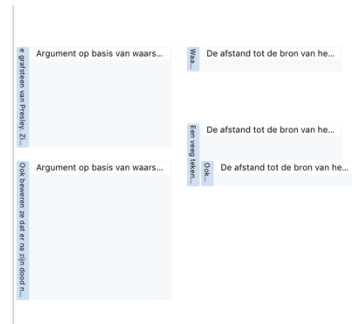 e grafsteen van Presley. Zi...
Argument op basis van waars...
Waa...
De afstand tot de bron van he...
Een veeg teken...
De afstand tot de bron van he...
Ook...
De afstand tot de bron van he...
Ook beweren ze dat er na zijn dood n...
Argument op basis van waars...